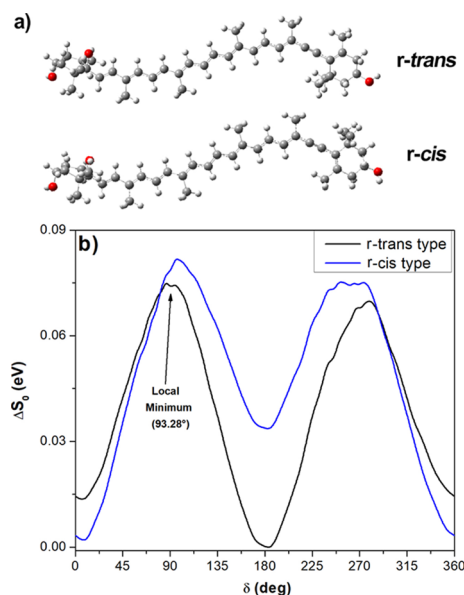 a)
r-trans
r-cis
b)
r-trans type
r-cis type
0.09
0.06
0.03
0.00
ΔS₀ (eV)
Local
Minimum
(93.28°)
0 45 90 135 180 225 270 315 360
δ (deg)